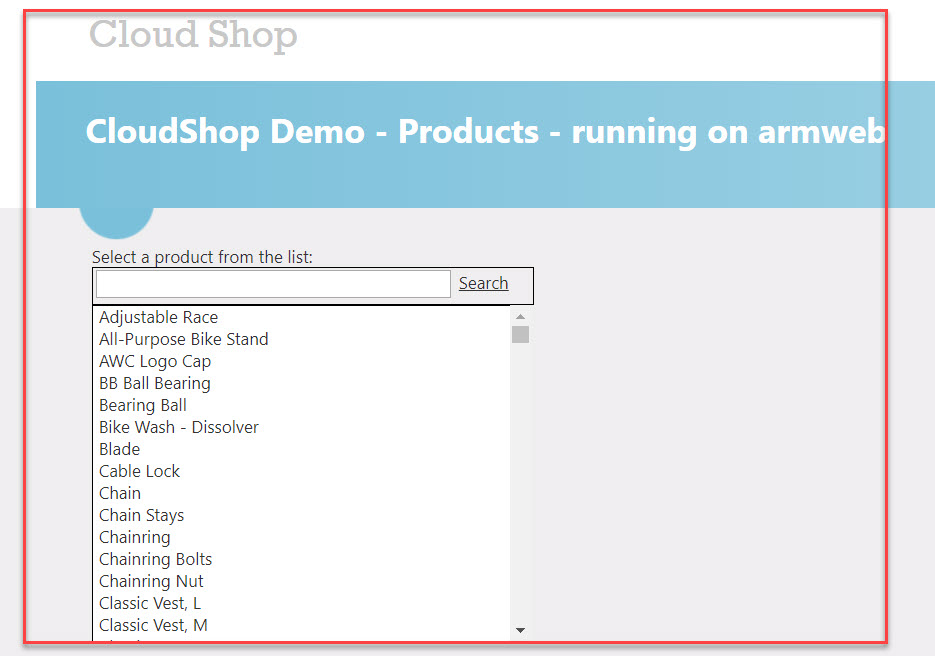 Cloud Shop
CloudShop Demo - Products - running on armweb
Select a product from the list:
Search
Adjustable Race
All-Purpose Bike Stand
AWC Logo Cap
BB Ball Bearing
Bearing Ball
Bike Wash - Dissolver
Blade
Cable Lock
Chain
Chain Stays
Chainring
Chainring Bolts
Chainring Nut
Classic Vest, L
Classic Vest, M